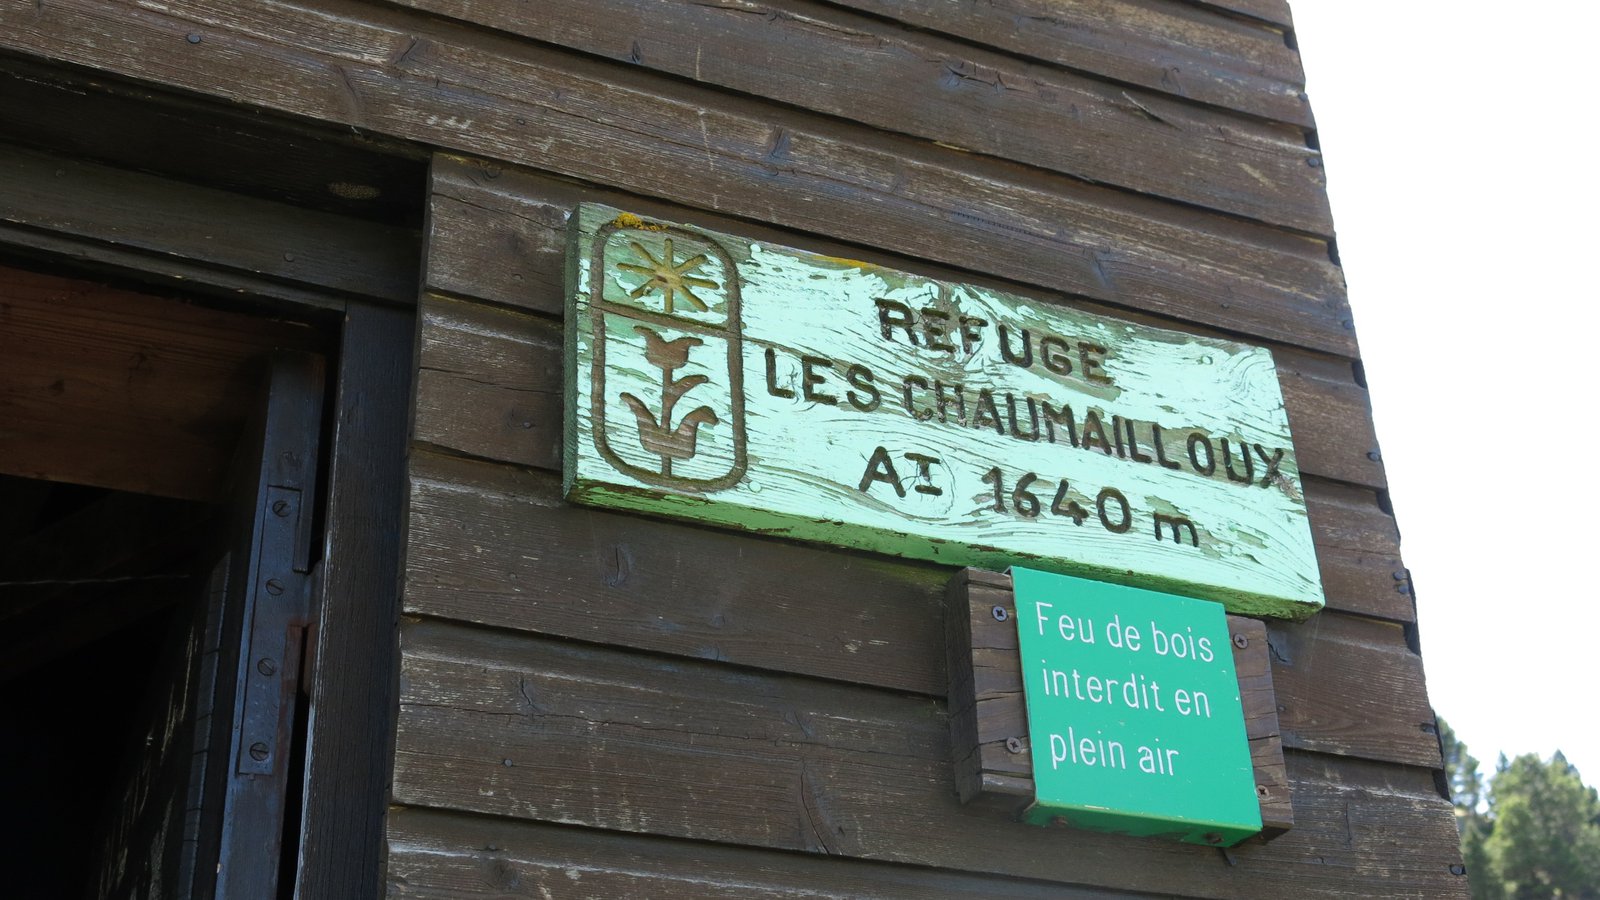 REFUGE
LES CHAUMAILLOUX
AI 1640 m
Feu de bois
interdit en
plein air